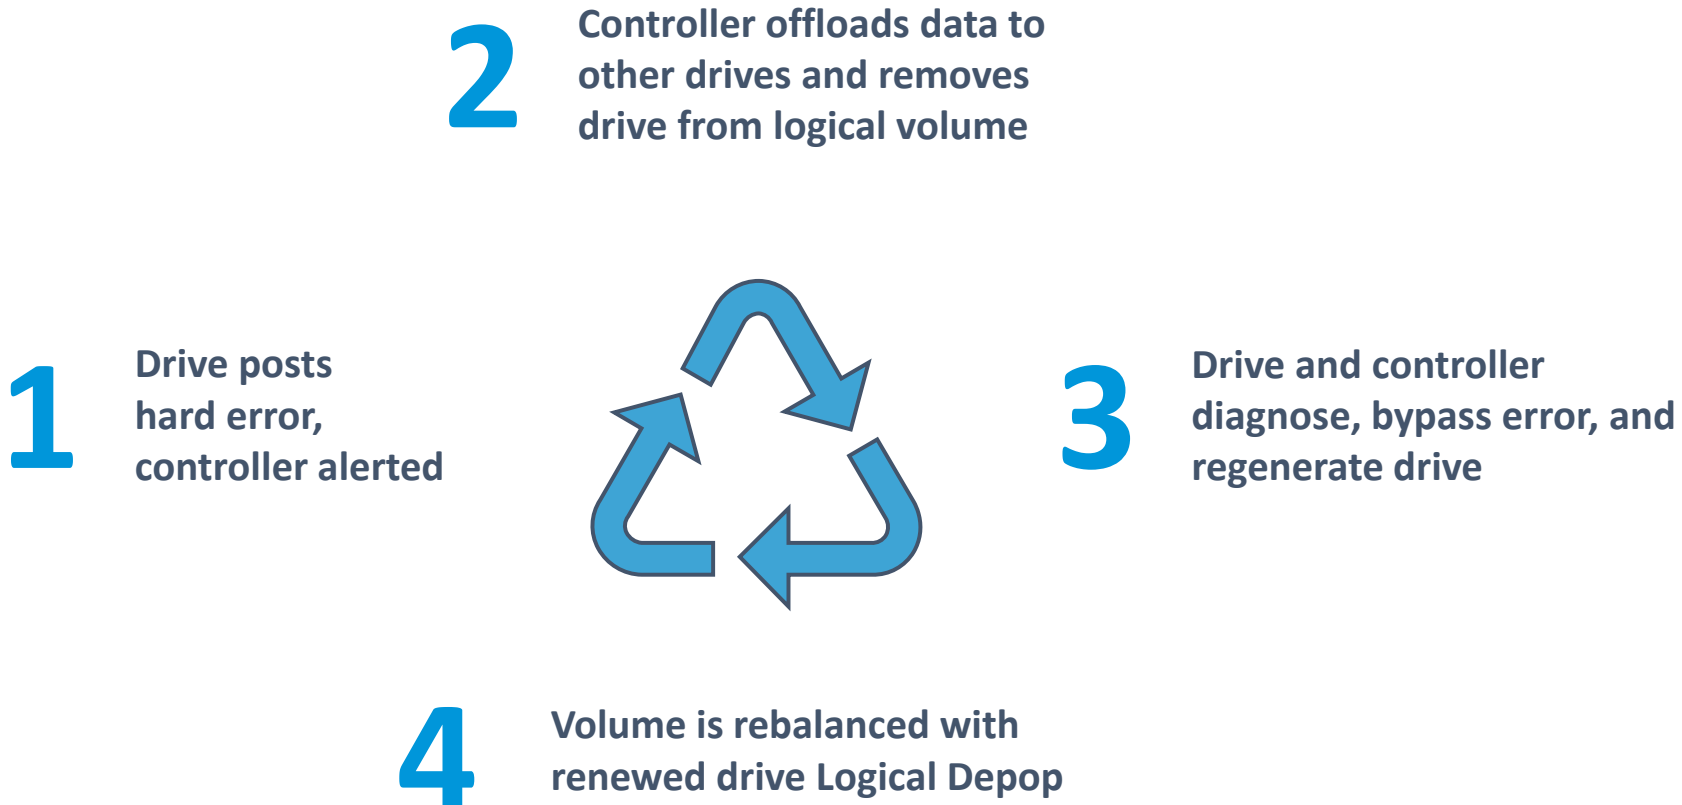 1
Drive posts
hard error,
controller alerted
2
Controller offloads data to
other drives and removes
drive from logical volume
3
Drive and controller
diagnose, bypass error, and
regenerate drive
4
Volume is rebalanced with
renewed drive Logical Depop